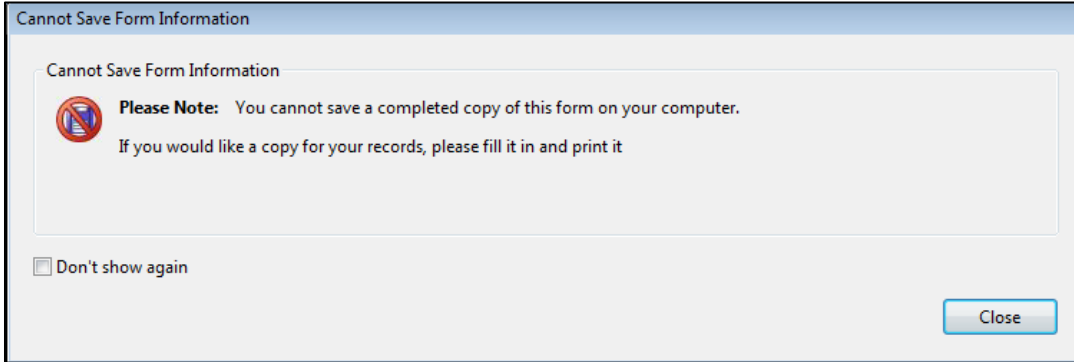 Cannot Save Form Information
Cannot Save Form Information
Please Note: You cannot save a completed copy of this form on your computer.
If you would like a copy for your records, please fill it in and print it
Don't show again
Close